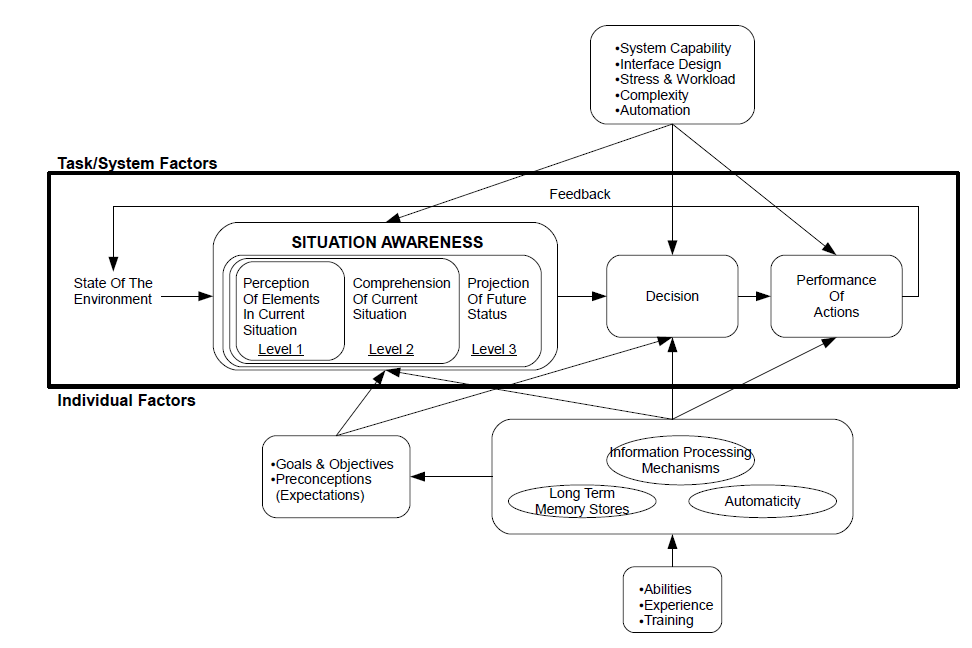 •System Capability
•Interface Design
•Stress & Workload
•Complexity
•Automation
Task/System Factors
Feedback
SITUATION AWARENESS
State Of The
Environment
Perception
Of Elements
In Current
Situation
Level 1
Comprehension
Of Current
Situation
Level 2
Projection
Of Future
Status
Level 3
Decision
Performance
Of
Actions
Individual Factors
•Goals & Objectives
•Preconceptions
(Expectations)
Information Processing
Mechanisms
Long Term
Memory Stores
Automaticity
•Abilities
•Experience
•Training